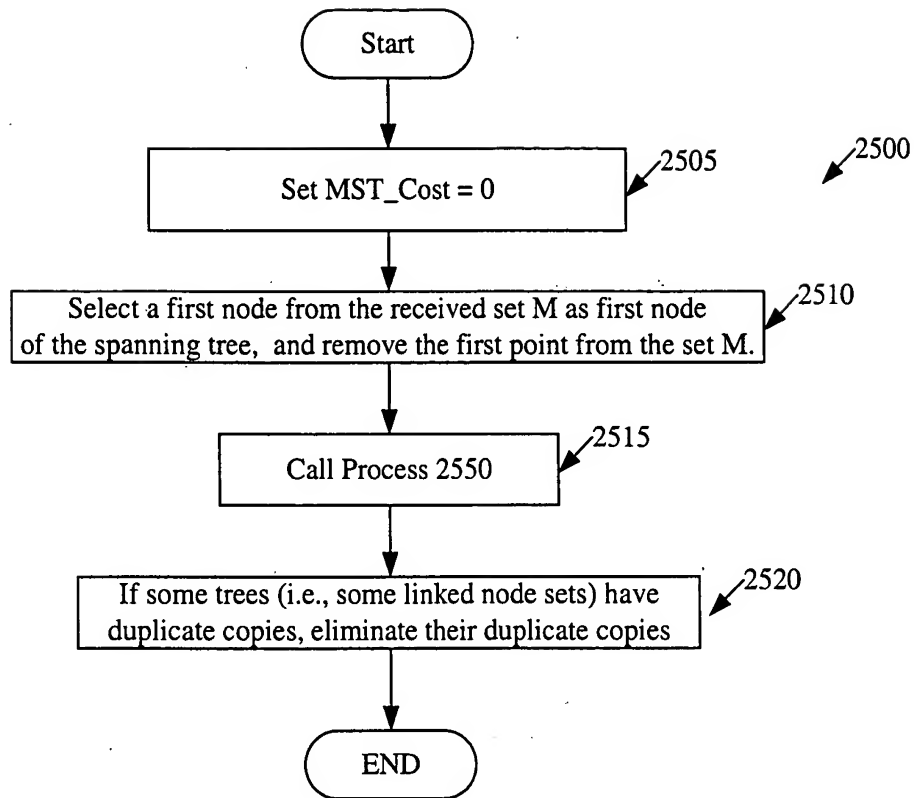 Start
2500
2505
Set MST_Cost = 0
2510
Select a first node from the received set M as first node
of the spanning tree, and remove the first point from the set M.
2515
Call Process 2550
2520
If some trees (i.e., some linked node sets) have
duplicate copies, eliminate their duplicate copies
END